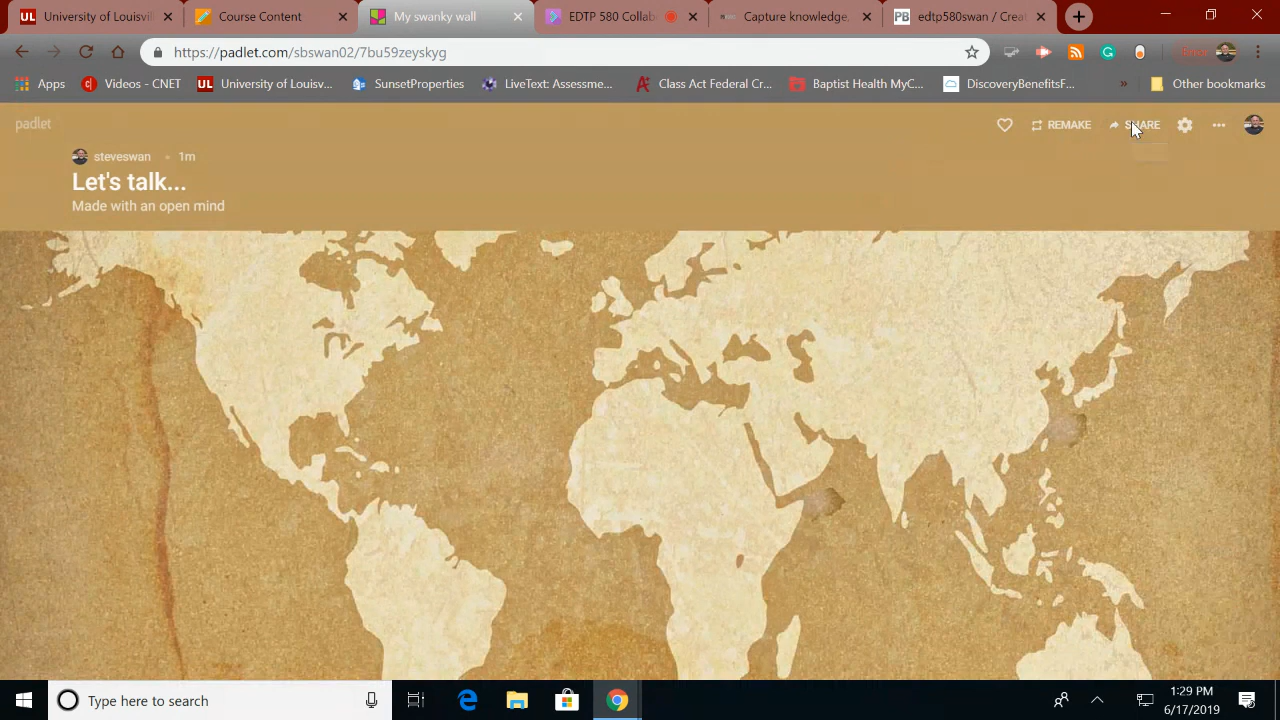 University of Louisvill
Course Content
My swanky wall
EDTP 580 Collab
Capture knowledge,
PB edtp580swan / Creat
https://padlet.com/sbswan02/7bu59zeyskyg
Apps
Videos - CNET
UL University of Louisv...
SunsetProperties
LiveText: Assessme...
Class Act Federal Cr...
Baptist Health MyC...
DiscoveryBenefitsF...
»
Other bookmarks
padlet
REMAKE
SHARE
steveswan • 1m
Let's talk...
Made with an open mind
Type here to search
1:29 PM
6/17/2019